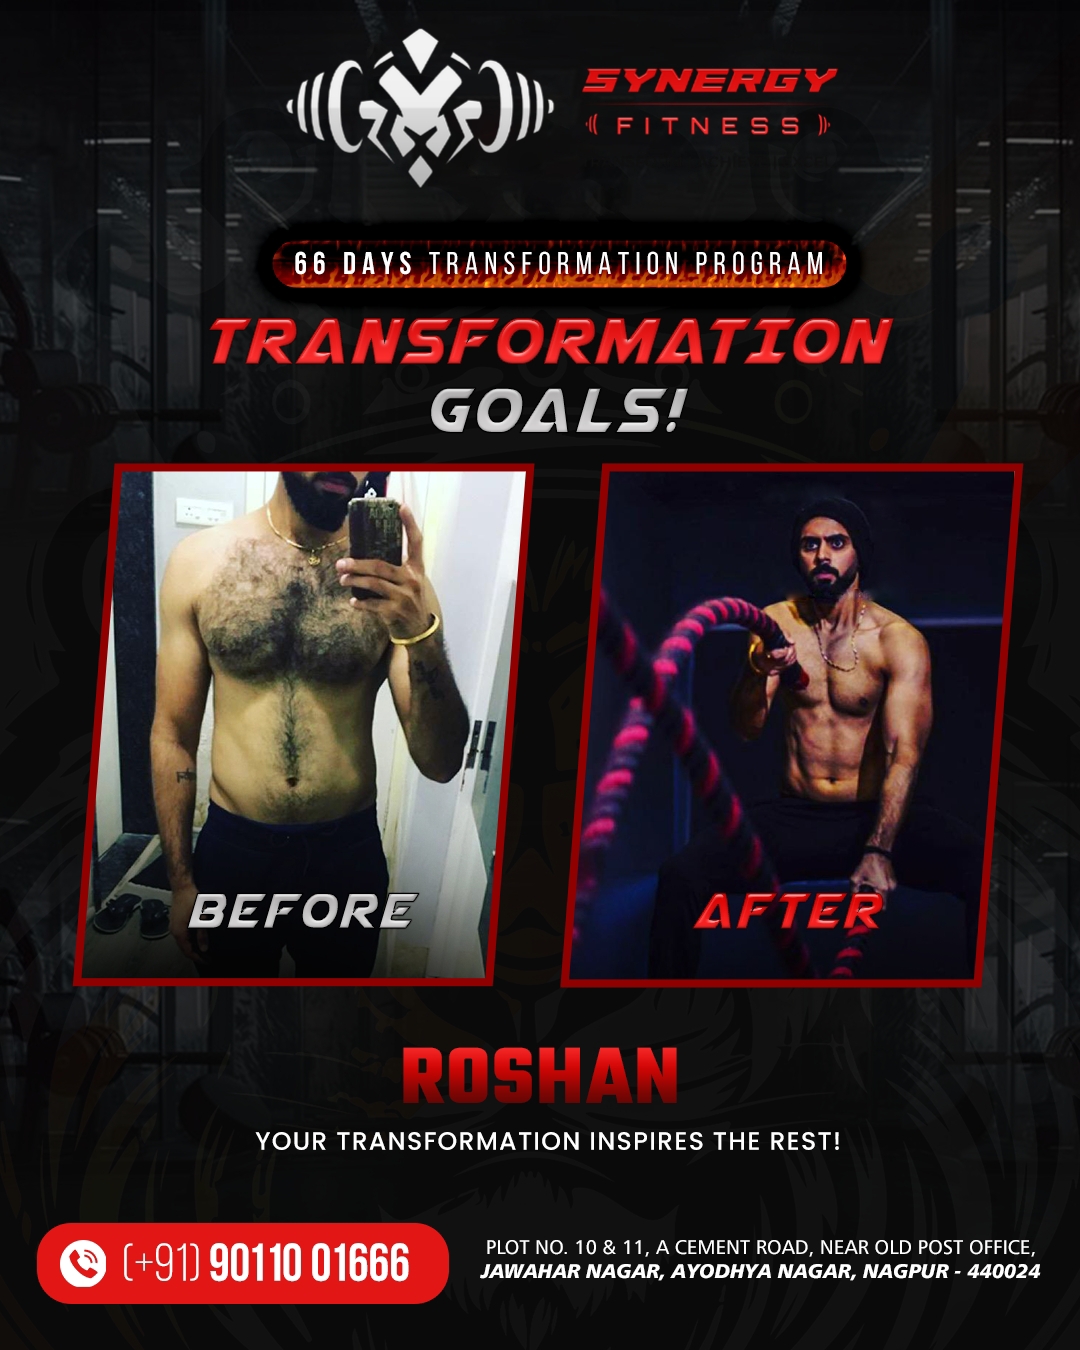 SYNERGY
FITNESS
66 DAYS TRANSFORMATION PROGRAM
TRANSFORMATION
GOALS!
BEFORE
AFTER
ROSHAN
YOUR TRANSFORMATION INSPIRES THE REST!
(+91) 90110 01666
PLOT NO. 10 & 11, A CEMENT ROAD, NEAR OLD POST OFFICE,
JAWAHAR NAGAR, AYODHYA NAGAR, NAGPUR - 440024